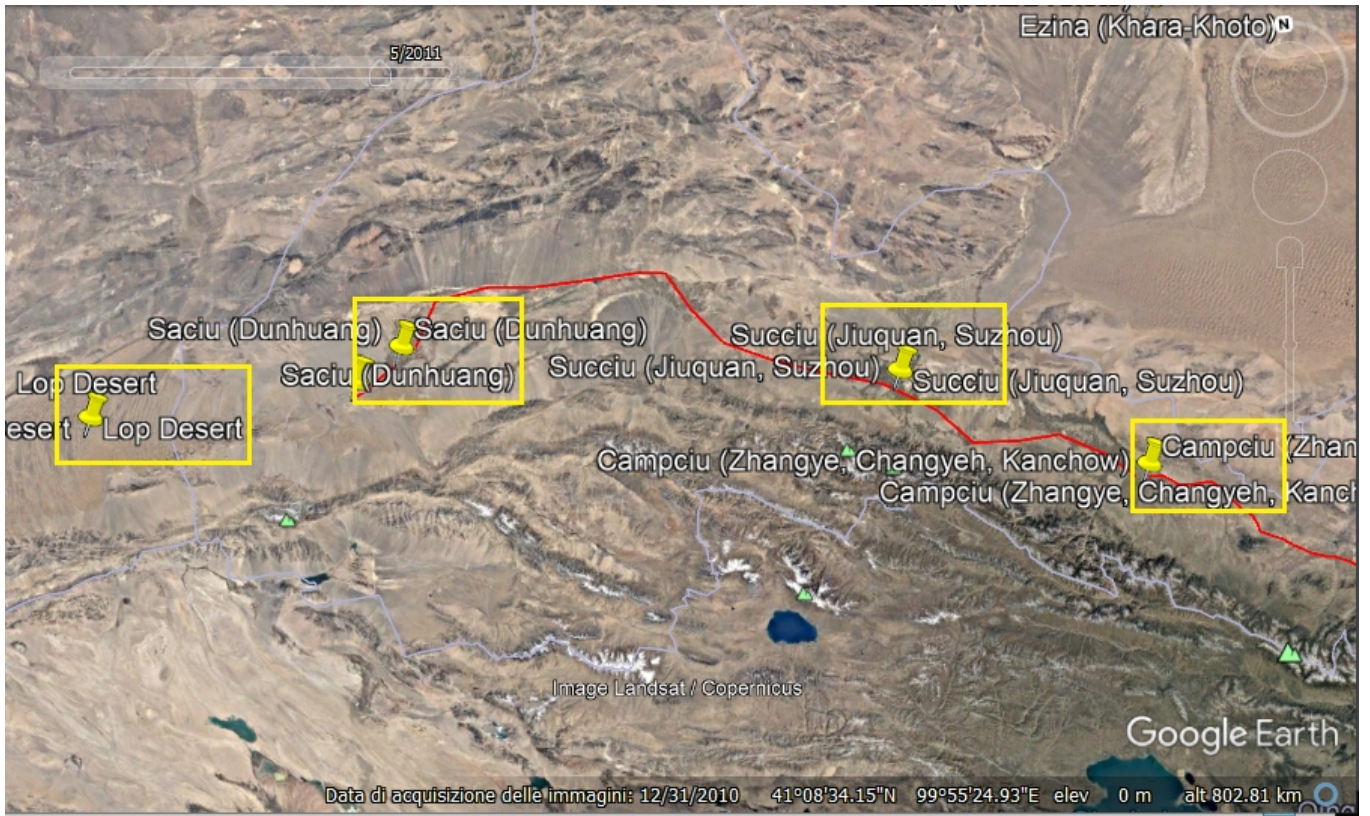 Ezina (Khara-Khoto)
N
5/2011
Saciu (Dunhuang)
Saciu (Dunhuang)
Succiu (Jiuquan, Suzhou)
Saciu (Dunhuang)
Succiu (Jiuquan, Suzhou)
Lop Desert
Succiu (Jiuquan, Suzhou)
esert
Lop Desert
Campciu (Zhan
Campciu (Zhangye, Changyeh, Kanchow)
Campciu (Zhangye, Changyeh, Kanch
Image Landsat / Copernicus
Google Earth
Data di acquisizione delle immagini: 12/31/2010 41°08'34.15"N 99°55'24.93"E elev 0 m alt 802.81 km